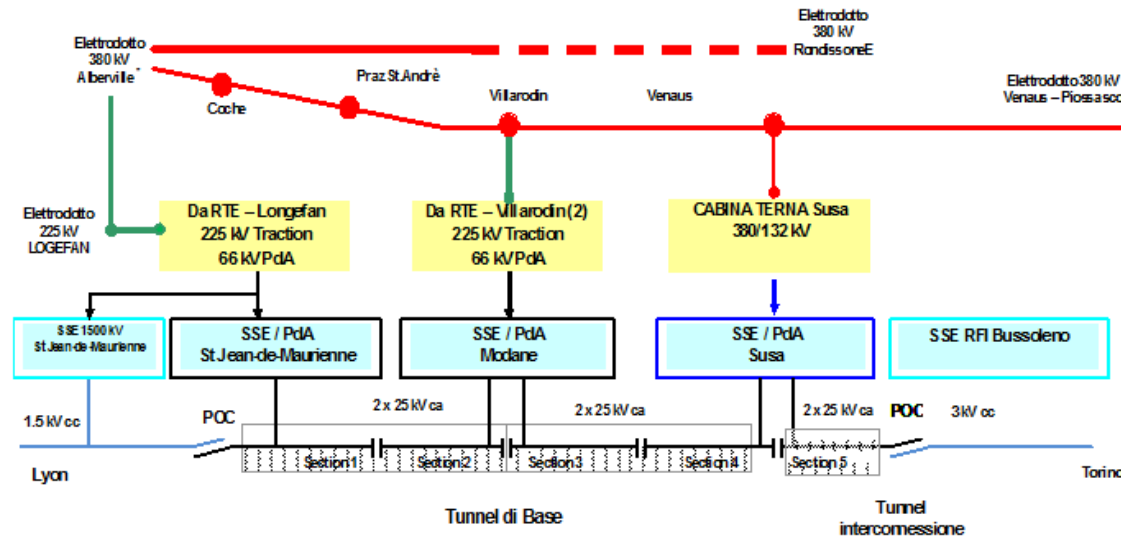 Elettrodotto
380 kV
Alberville
Elettrodotto
380 kV
RondissoneE
Coche
Praz St.Andrè
Villarodin
Venaus
Elettrodotto 380 kV
Venaus – Piossasco
Elettrodotto
225 kV
LOGEFAN
Da RTE – Longefan
225 kV Traction
66 kV PdA
Da RTE – Villarodin (2)
225 kV Traction
66 kV PdA
CABINA TERNA Susa
380/132 kV
SSE 1500 kV
St Jean-de-Maurienne
SSE / PdA
St Jean-de-Maurienne
SSE / PdA
Modane
SSE / PdA
Susa
SSE RFI Bussoleno
1.5 kV cc
POC
2 x 25 kV ca
2 x 25 kV ca
2 x 25 kV ca
POC
3 kV cc
Lyon
Section 1
Section 2
Section 3
Section 4
Section 5
Torino
Tunnel di Base
Tunnel
interconnessione